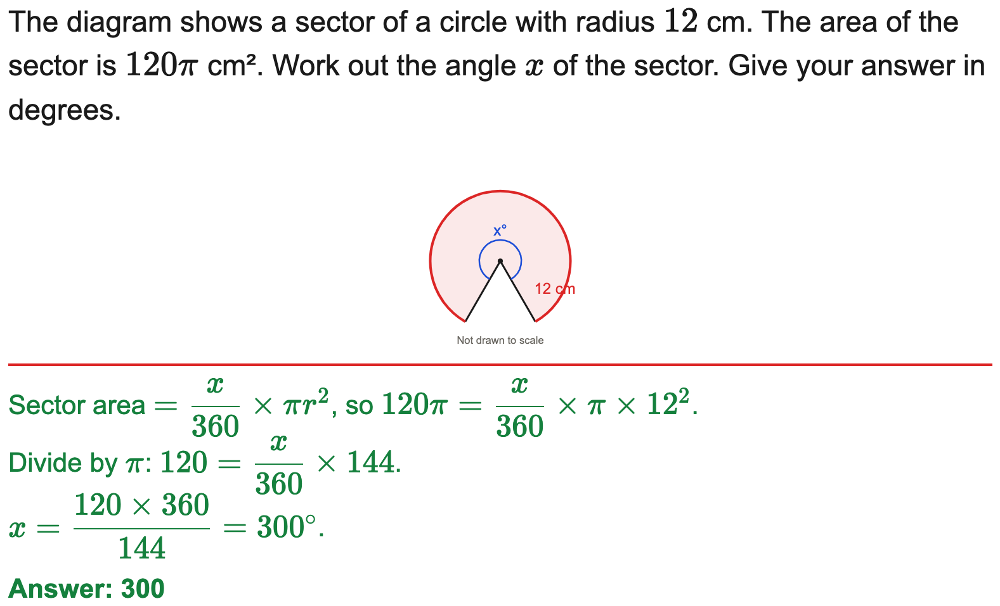 The diagram shows a sector of a circle with radius 12 cm. The area of the
sector is 120π cm². Work out the angle x of the sector. Give your answer in
degrees.
x°
12 cm
Not drawn to scale
Sector area = x/360 × πr², so 120π = x/360 × π × 12².
Divide by π: 120 = x/360 × 144.
x = 120 × 360/144 = 300°.
Answer: 300